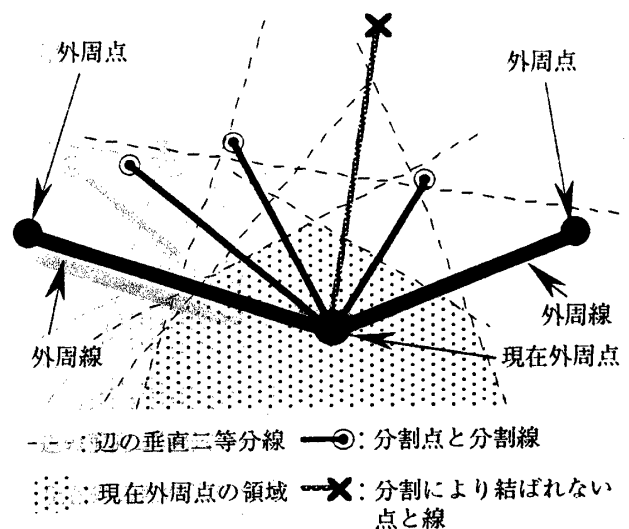 外周点
外周点
外周線
外周線
現在外周点
: 辺の垂直二等分線
: 分割点と分割線
: 現在外周点の領域
: 分割により結ばれない
点と線